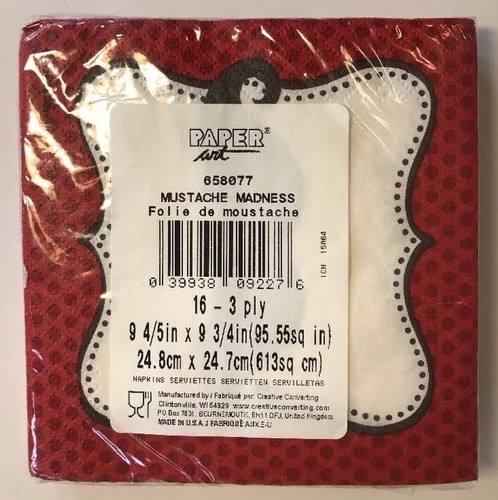 PAPER®
art
658077
MUSTACHE MADNESS
Folie de moustache
0 39938 09227 6
ICN 15064
16 - 3 ply
9 4/5in x 9 3/4in(95.55sq in)
24.8cm x 24.7cm(613sq cm)
NAPKINS SERVIETTES SERVIETTEN SERVILLETAS
Manufactured by / Fabriqué par: Creative Converting
Clintonville, WI 54929 www.creativeconverting.com
PO Box 7831, BOURNEMOUTH, BH11 0FJ, United Kingdom
MADE IN U.S.A. / FABRIQUÉ AUX E-U